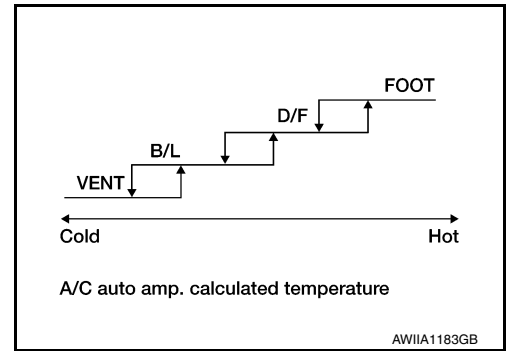 FOOT
D/F
B/L
VENT
Cold Hot
A/C auto amp. calculated temperature
AWIIA1183GB